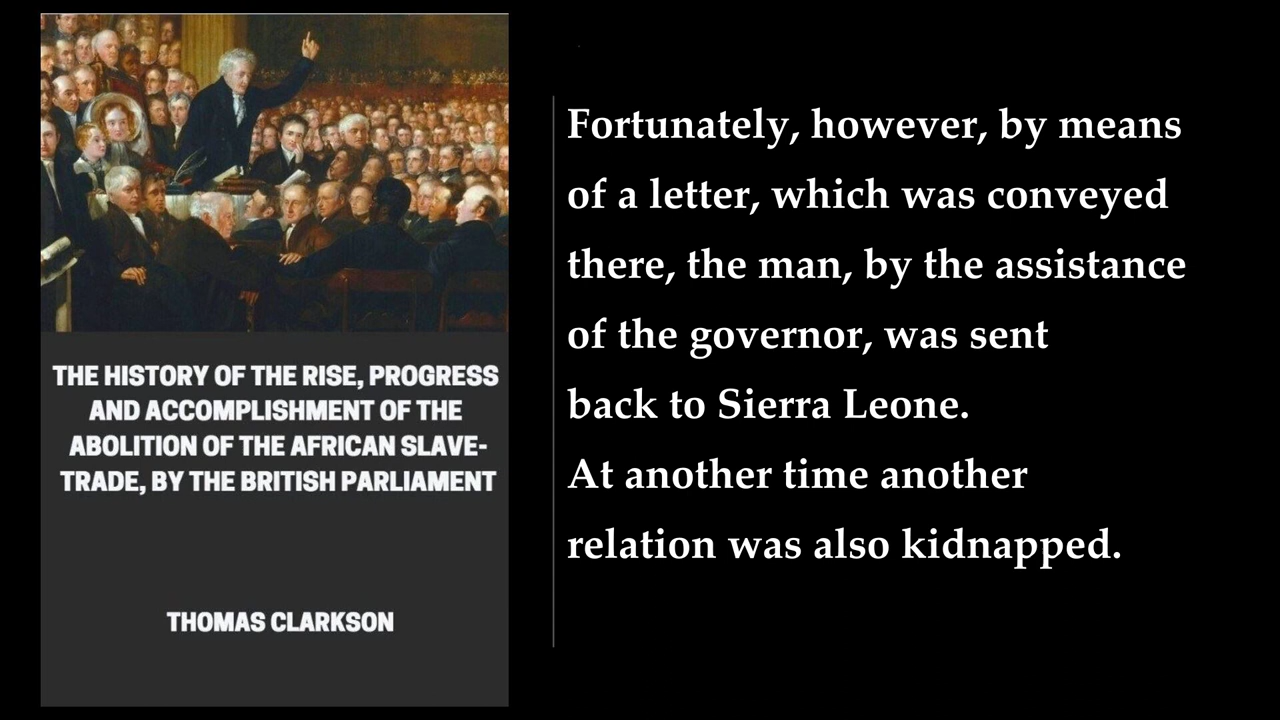 THE HISTORY OF THE RISE, PROGRESS
AND ACCOMPLISHMENT OF THE
ABOLITION OF THE AFRICAN SLAVE-
TRADE, BY THE BRITISH PARLIAMENT
THOMAS CLARKSON
Fortunately, however, by means
of a letter, which was conveyed
there, the man, by the assistance
of the governor, was sent
back to Sierra Leone.
At another time another
relation was also kidnapped.